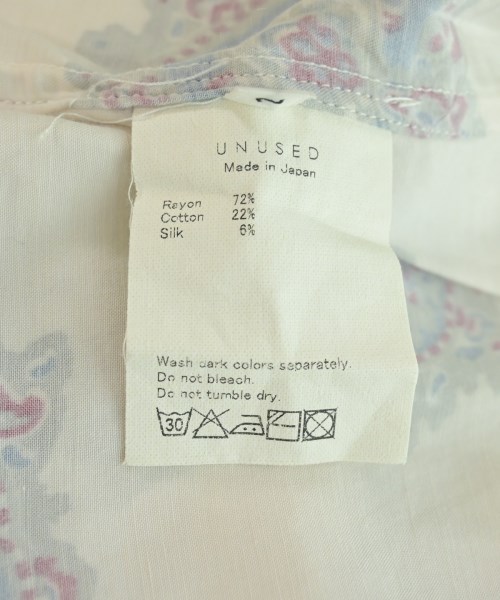 UNUSED
Made in Japan
Rayon 72%
Cotton 22%
Silk 6%
Wash dark colors separately.
Do not bleach.
Do not tumble dry.
30